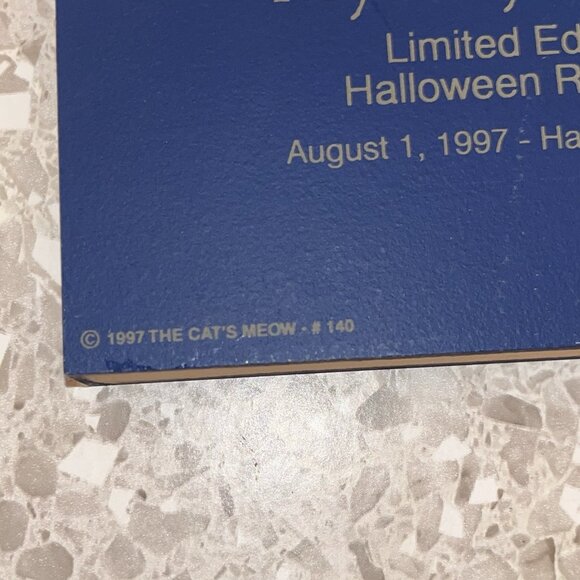 Limited Ed
Halloween R
August 1, 1997 - Ha
© 1997 THE CAT'S MEOW - # 140